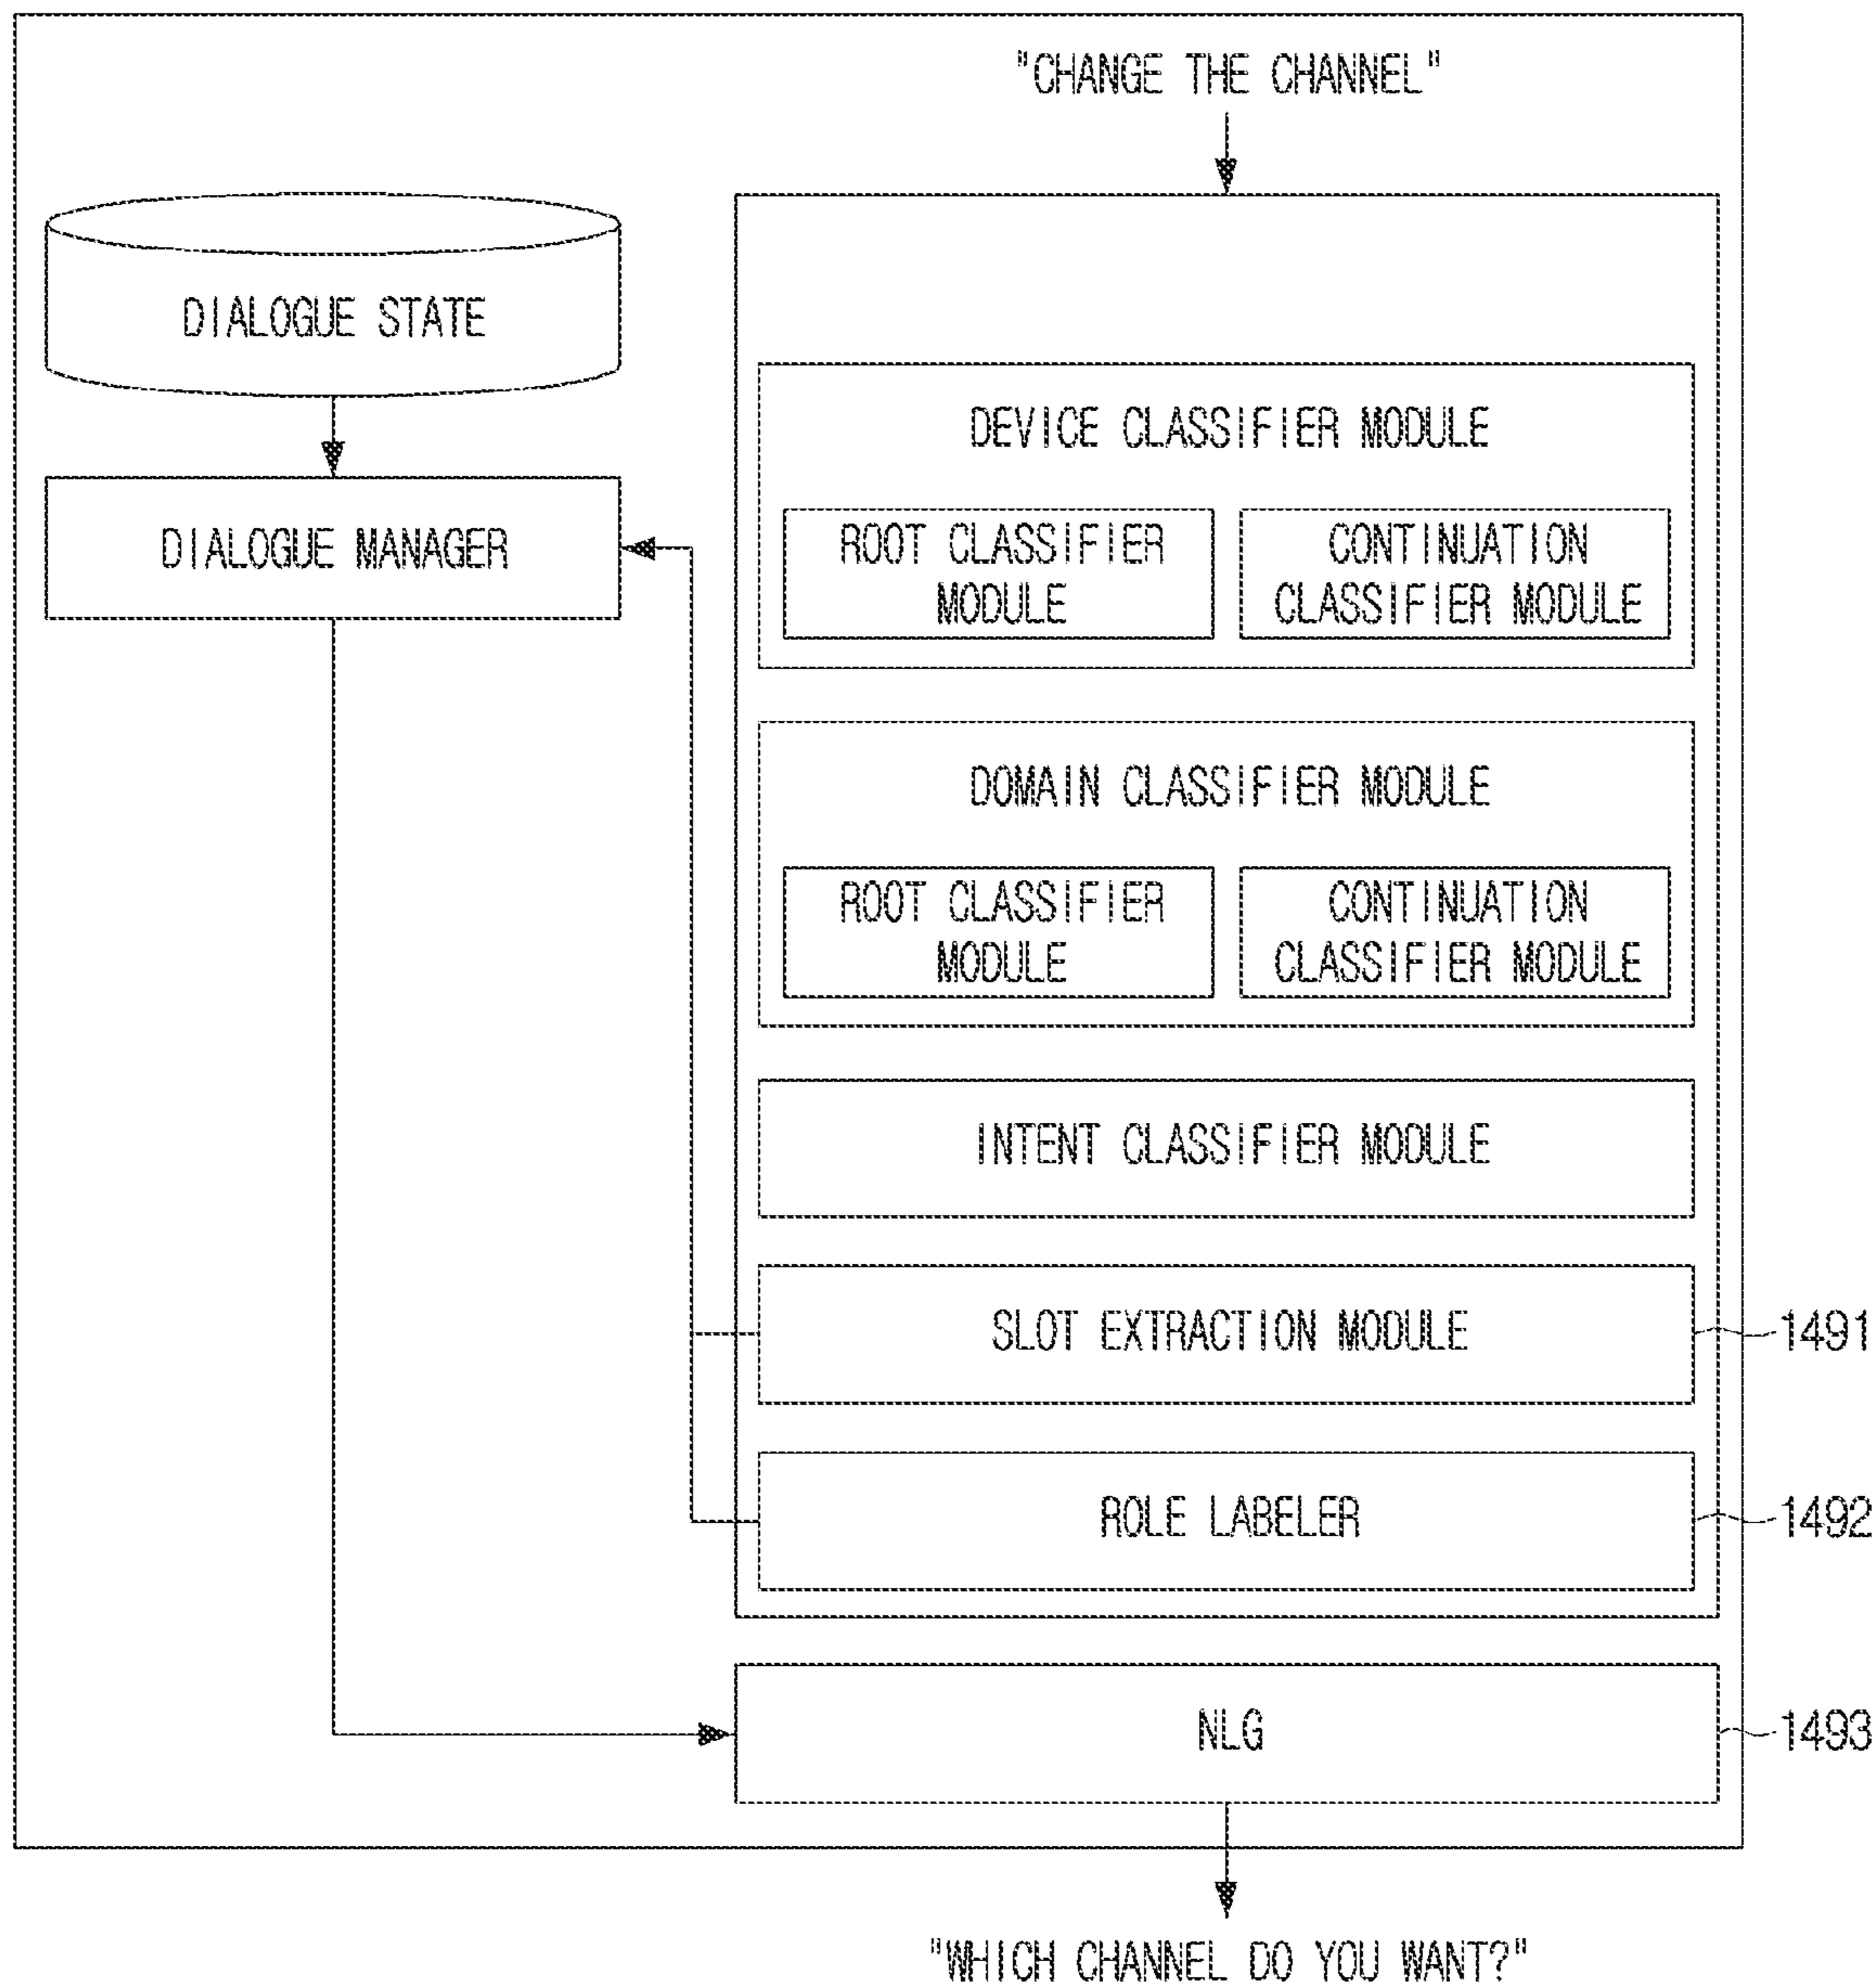 "CHANGE THE CHANNEL"
DIALOGUE STATE
DIALOGUE MANAGER
DEVICE CLASSIFIER MODULE
ROOT CLASSIFIER
MODULE
CONTINUATION
CLASSIFIER MODULE
DOMAIN CLASSIFIER MODULE
ROOT CLASSIFIER
MODULE
CONTINUATION
CLASSIFIER MODULE
INTENT CLASSIFIER MODULE
SLOT EXTRACTION MODULE
1491
ROLE LABELER
1492
NLG
1493
"WHICH CHANNEL DO YOU WANT?"